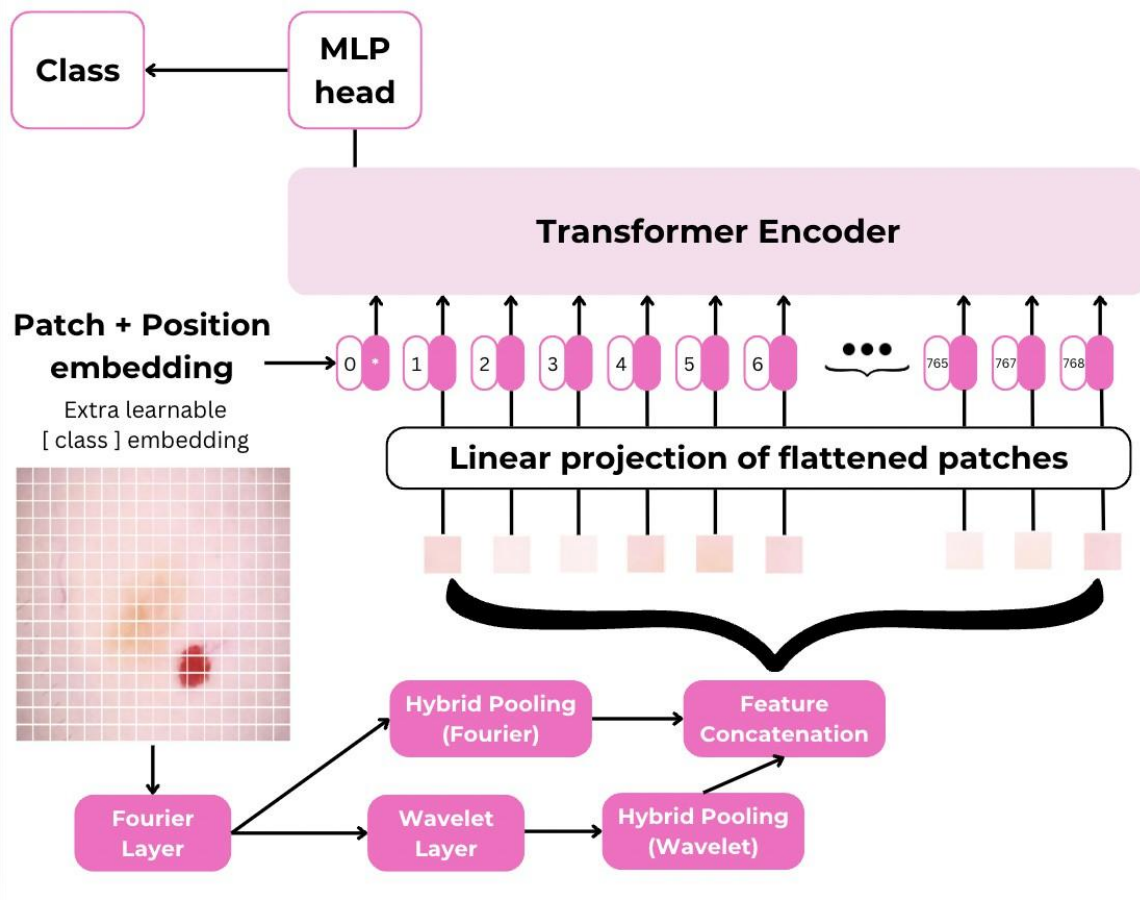 Class
MLP
head
Transformer Encoder
Patch + Position
embedding
Extra learnable
[ class ] embedding
0 * 1 2 3 4 5 6 ••• 765 767 768
Linear projection of flattened patches
Hybrid Pooling
(Fourier)
Feature
Concatenation
Fourier
Layer
Wavelet
Layer
Hybrid Pooling
(Wavelet)